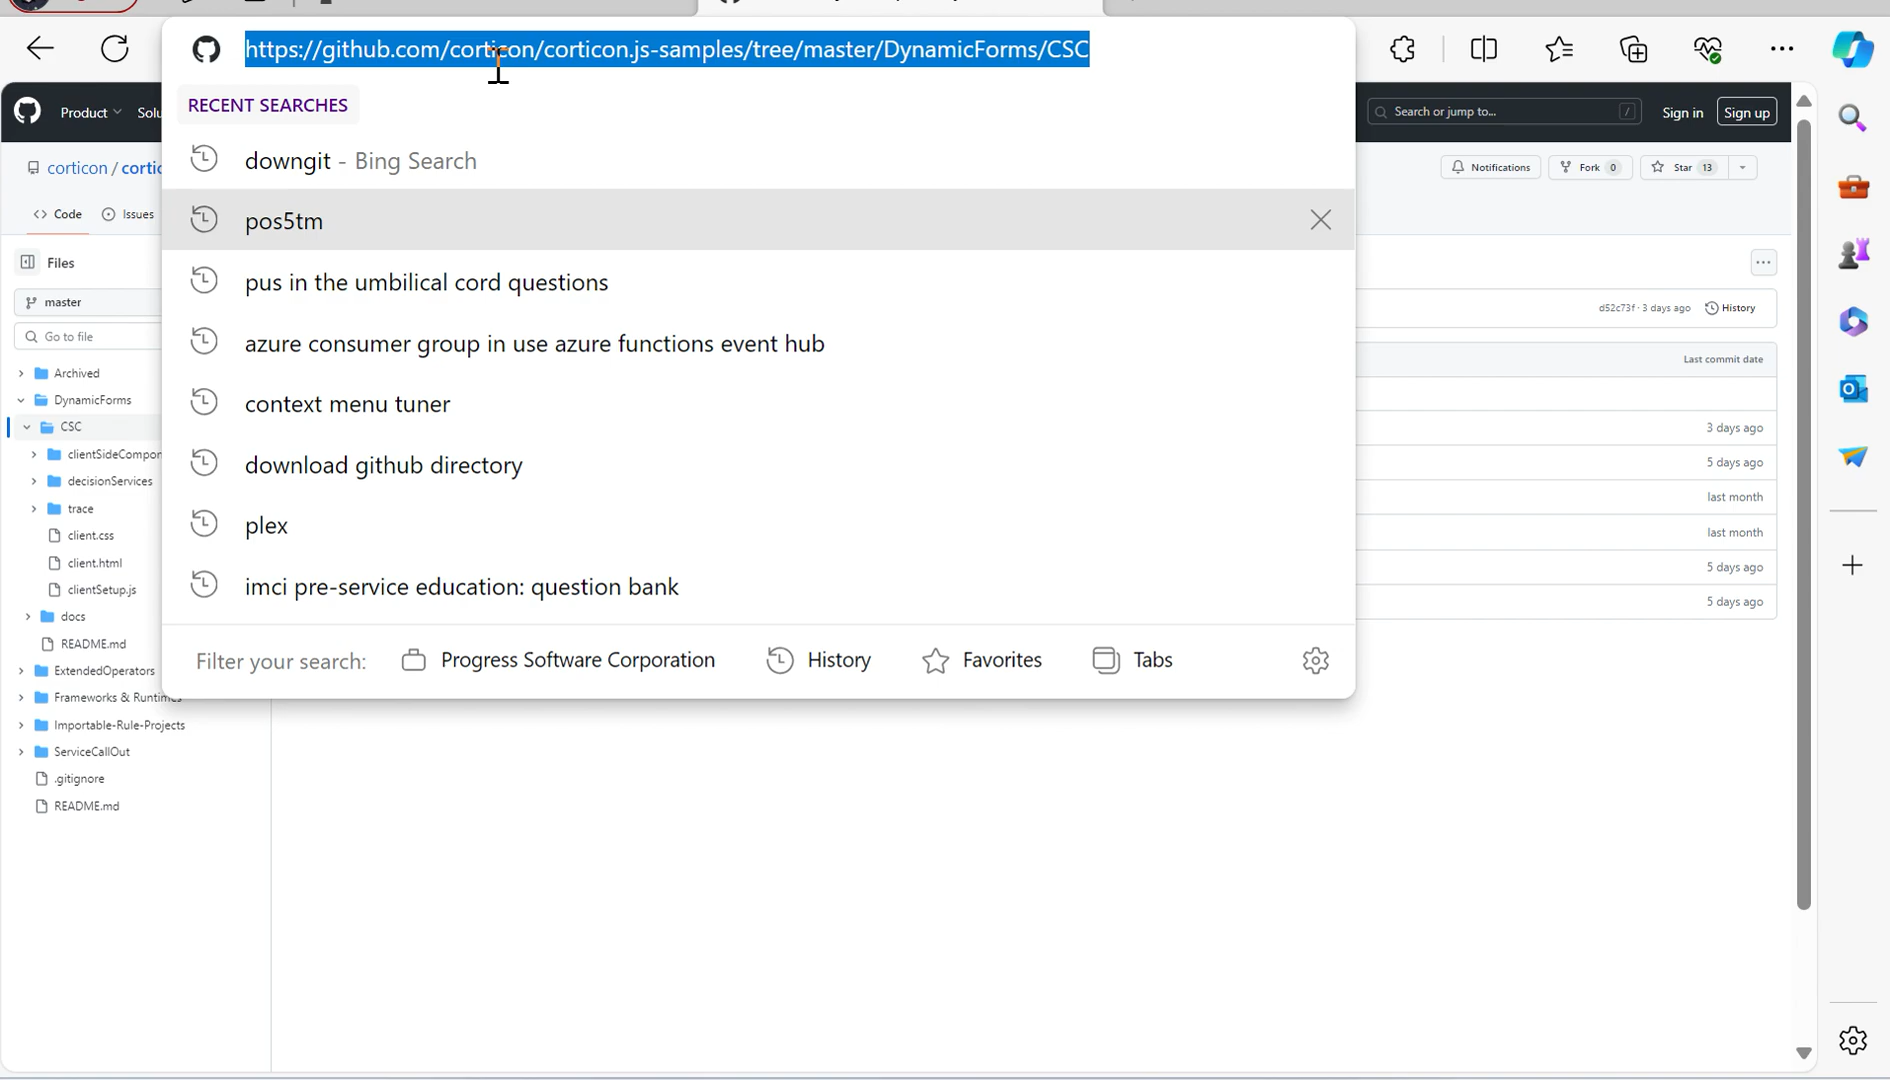 https://github.com/corticon/corticon.js-samples/tree/master/DynamicForms/CSC
RECENT SEARCHES
downgit - Bing Search
pos5tm
pus in the umbilical cord questions
azure consumer group in use azure functions event hub
context menu tuner
download github directory
plex
imci pre-service education: question bank
Filter your search:
Progress Software Corporation
History
Favorites
Tabs
Product
Search or jump to...
/
Sign in
Sign up
corticon /
Notifications
Fork 0
Star 13
Code
Issues
Files
master
Go to file
Archived
DynamicForms
CSC
decisionServices
trace
client.css
client.html
clientSetup.js
docs
README.md
ExtendedOperators
Frameworks & Runtimes
Importable-Rule-Projects
ServiceCallOut
.gitignore
README.md
d52c73f · 3 days ago
History
Last commit date
3 days ago
5 days ago
last month
last month
5 days ago
5 days ago